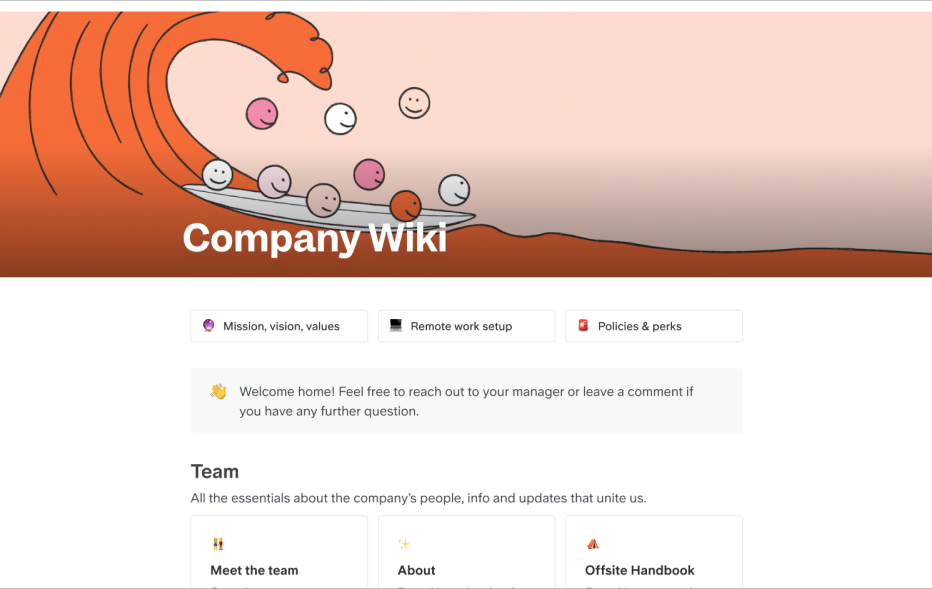 Company Wiki
Mission, vision, values
Remote work setup
Policies & perks
Welcome home! Feel free to reach out to your manager or leave a comment if
you have any further question.
Team
All the essentials about the company's people, info and updates that unite us.
Meet the team
About
Offsite Handbook